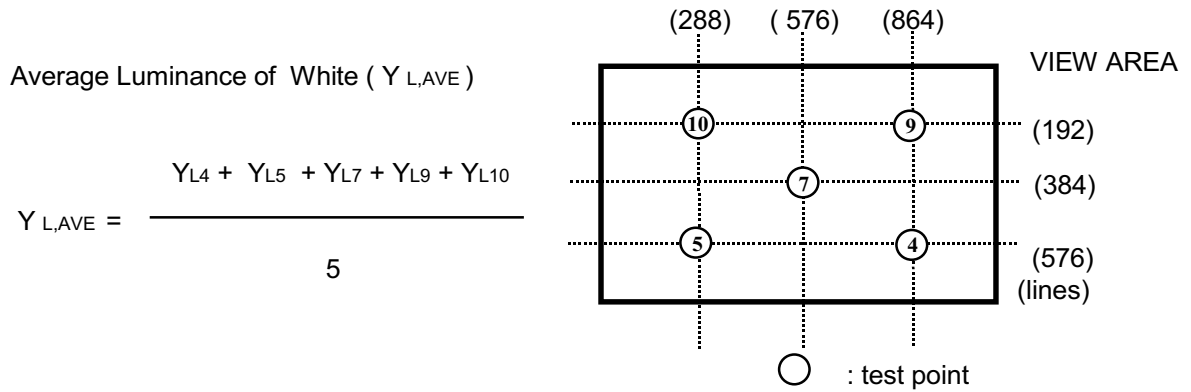 (288) ( 576) (864)
VIEW AREA
Average Luminance of White ( Y L,AVE )
10 9 (192)
YL4 + YL5 + YL7 + YL9 + YL10
7 (384)
Y L,AVE =
5 4 (576)
5
(lines)
: test point